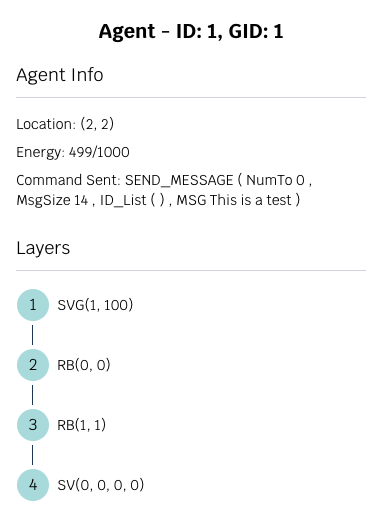 Agent - ID: 1, GID: 1
Agent Info
Location: (2, 2)
Energy: 499/1000
Command Sent: SEND_MESSAGE ( NumTo 0 ,
MsgSize 14 , ID_List ( ) , MSG This is a test )
Layers
1 SVG(1, 100)
2 RB(0, 0)
3 RB(1, 1)
4 SV(0, 0, 0, 0)